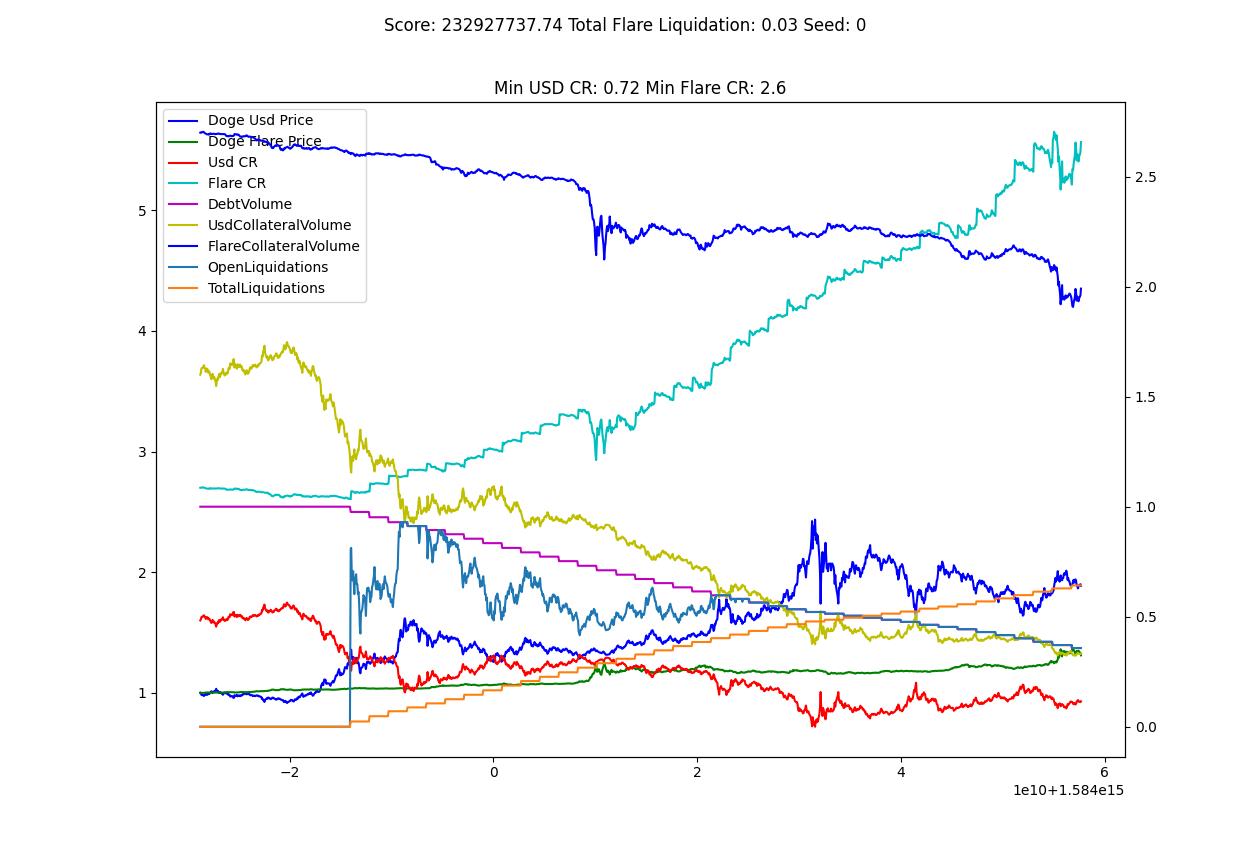 Score: 232927737.74 Total Flare Liquidation: 0.03 Seed: 0
Min USD CR: 0.72 Min Flare CR: 2.6
Doge Usd Price
Doge Flare Price
Usd CR
Flare CR
DebtVolume
UsdCollateralVolume
FlareCollateralVolume
OpenLiquidations
TotalLiquidations
5
4
3
2
1
2.5
2.0
1.5
1.0
0.5
0.0
−2
0
2
4
6
1e10+1.584e15